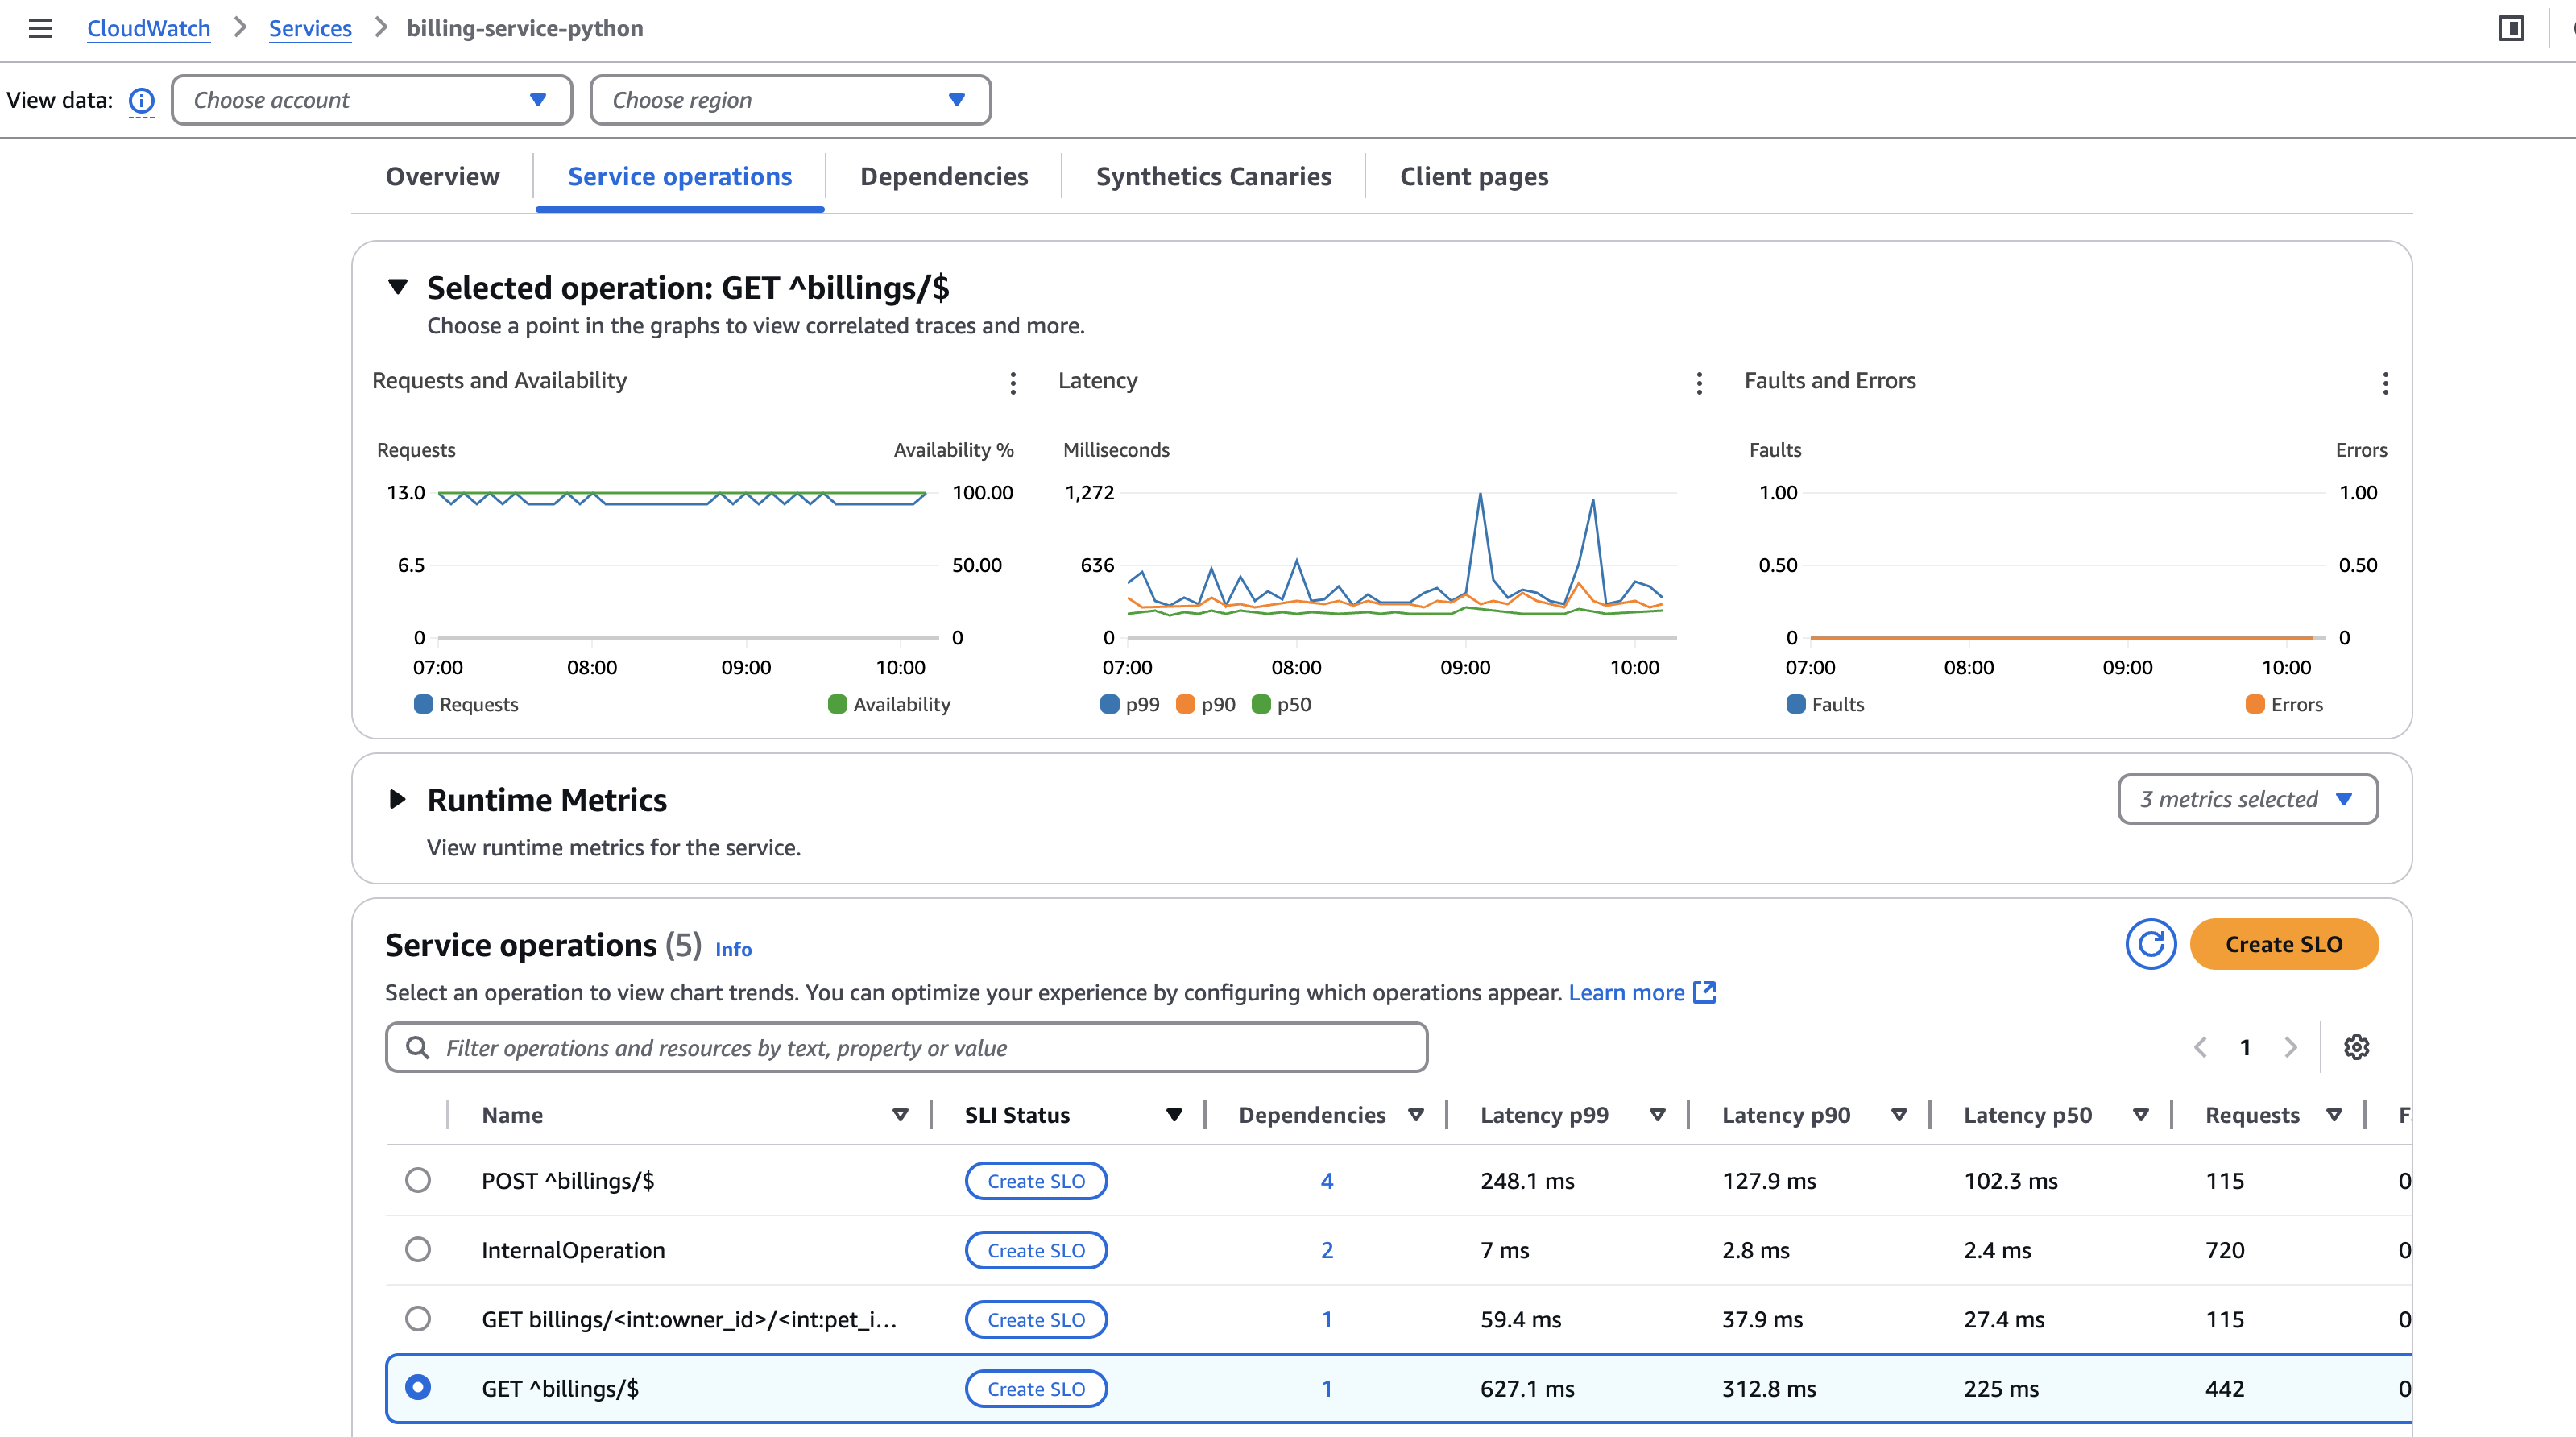 CloudWatch > Services > billing-service-python
View data: Choose account Choose region
Overview Service operations Dependencies Synthetics Canaries Client pages
Selected operation: GET ^billings/$
Choose a point in the graphs to view correlated traces and more.
Requests and Availability
Requests Availability %
13.0 100.00
6.5 50.00
0 0
07:00 08:00 09:00 10:00
Requests Availability
Latency
Milliseconds
1,272
636
0
07:00 08:00 09:00 10:00
p99 p90 p50
Faults and Errors
Faults Errors
1.00 1.00
0.50 0.50
0 0
07:00 08:00 09:00 10:00
Faults Errors
Runtime Metrics
3 metrics selected
View runtime metrics for the service.
Service operations (5) Info
Create SLO
Select an operation to view chart trends. You can optimize your experience by configuring which operations appear. Learn more
Filter operations and resources by text, property or value
1
Name SLI Status Dependencies Latency p99 Latency p90 Latency p50 Requests F
POST ^billings/$ Create SLO 4 248.1 ms 127.9 ms 102.3 ms 115 0
InternalOperation Create SLO 2 7 ms 2.8 ms 2.4 ms 720 0
GET billings/<int:owner_id>/<int:pet_i... Create SLO 1 59.4 ms 37.9 ms 27.4 ms 115 0
GET ^billings/$ Create SLO 1 627.1 ms 312.8 ms 225 ms 442 0